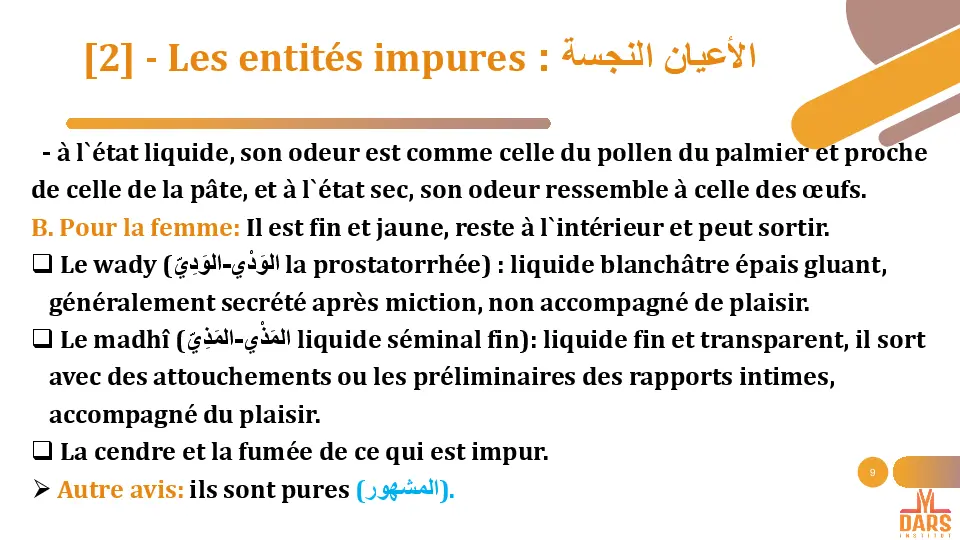 [2] - Les entités impures : الأعيان النجسة
- à l`état liquide, son odeur est comme celle du pollen du palmier et proche
de celle de la pâte, et à l`état sec, son odeur ressemble à celle des œufs.
B. Pour la femme: Il est fin et jaune, reste à l`intérieur et peut sortir.
❑ Le wady (الوَدْي-الوَدِيّ la prostatorrhée) : liquide blanchâtre épais gluant,
généralement secrété après miction, non accompagné de plaisir.
❑ Le madhî (المَذْي-المَذِيّ liquide séminal fin): liquide fin et transparent, il sort
avec des attouchements ou les préliminaires des rapports intimes,
accompagné du plaisir.
❑ La cendre et la fumée de ce qui est impur.
➢ Autre avis: ils sont pures (المشهور).
9
DARS
INSTITUT